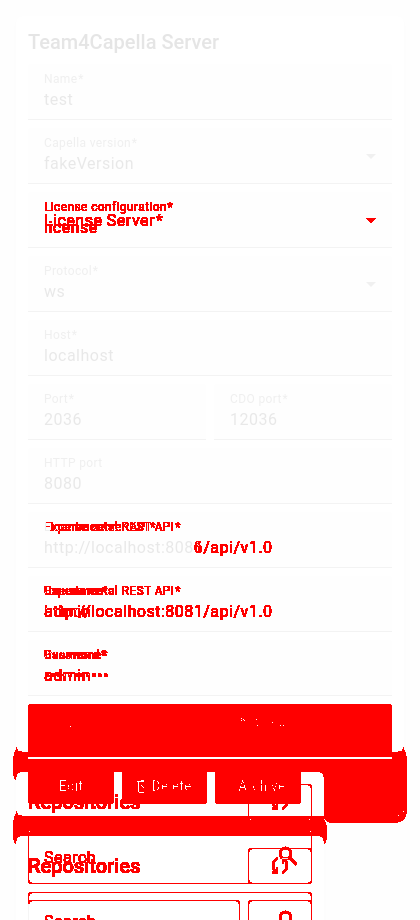 Team4Capella Server
Name*
test
Capella version*
fakeVersion
License configuration*
License Server*
license
Protocol*
ws
Host*
localhost
Port* CDO port*
2036 12036
HTTP port
8080
REST API*
http://localhost:808 /api/v1.0
Experimental REST API*
http://localhost:8081/api/v1.0
Username*
admin
Edit Delete Archive
Repositories
Search
Repositories
Search